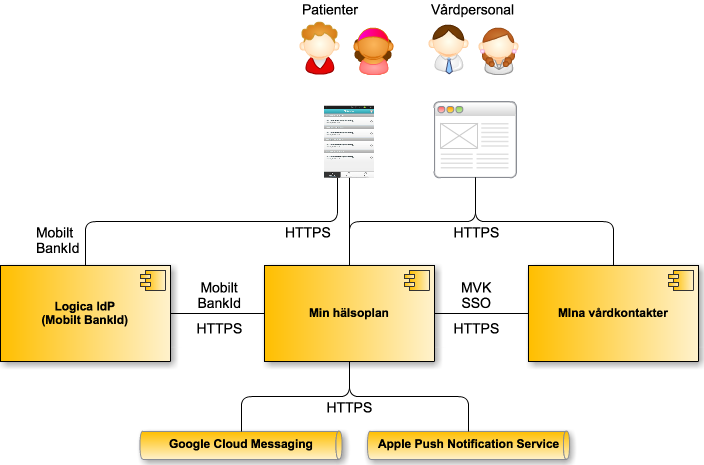 Patienter
Vårdpersonal
HTTPS
HTTPS
Mobilt
BankId
Logica IdP
(Mobilt BankId)
Mobilt
BankId
HTTPS
Min hälsoplan
MVK
SSO
HTTPS
MIna vårdkontakter
HTTPS
Google Cloud Messaging
Apple Push Notification Service